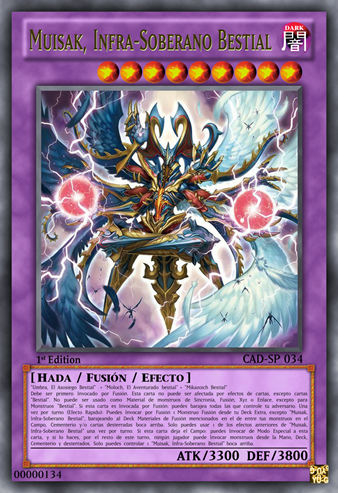 MUISAK, INFRA-SOBERANO BESTIAL
DARK
闇
1st Edition
CAD-SP 034
[HADA / FUSIÓN / EFECTO]
"Umbra, El Asosiego Bestial" + "Moloch, El Aventurado bestial" + "Mikanoich Bestial"
Debe ser primero Invocado por Fusión. Esta carta no puede ser afectada por efectos de cartas, excepto cartas
"Bestial". No puede ser usado como Material de monstruos de Sincronía, Fusión, Xyz o Enlace, excepto para
Monstruos "Bestial". Si esta carta es Invocada por Fusión: puedes barajea todas las que controle tu adversario. Una
vez por turno (Efecto Rápido): Puedes Invocar por Fusión 1 Monstruo Fusión desde tu Deck Extra, excepto "Muisak,
Infra-Soberano Bestial", barajeando al Deck Materiales de Fusión mencionados en el de entre tus monstruos en el
Campo, Cementerio y/o cartas desterradas boca arriba. Solo puedes usar 1 de los efectos anteriores de "Muisak,
Infra-Soberano Bestial" una vez por turno. Si esta carta deja el Campo: puedes Invocar de Modo Especial a esta
carta, y si lo haces, por el resto de este turno, ningun jugador puede Invocar monstruos desde la Mano, Deck,
Cementerio y desterrados. Solo puedes controlar 1 "Muisak, Infra-Soberano Bestial" boca arriba.
ATK/3300 DEF/3800
00000134